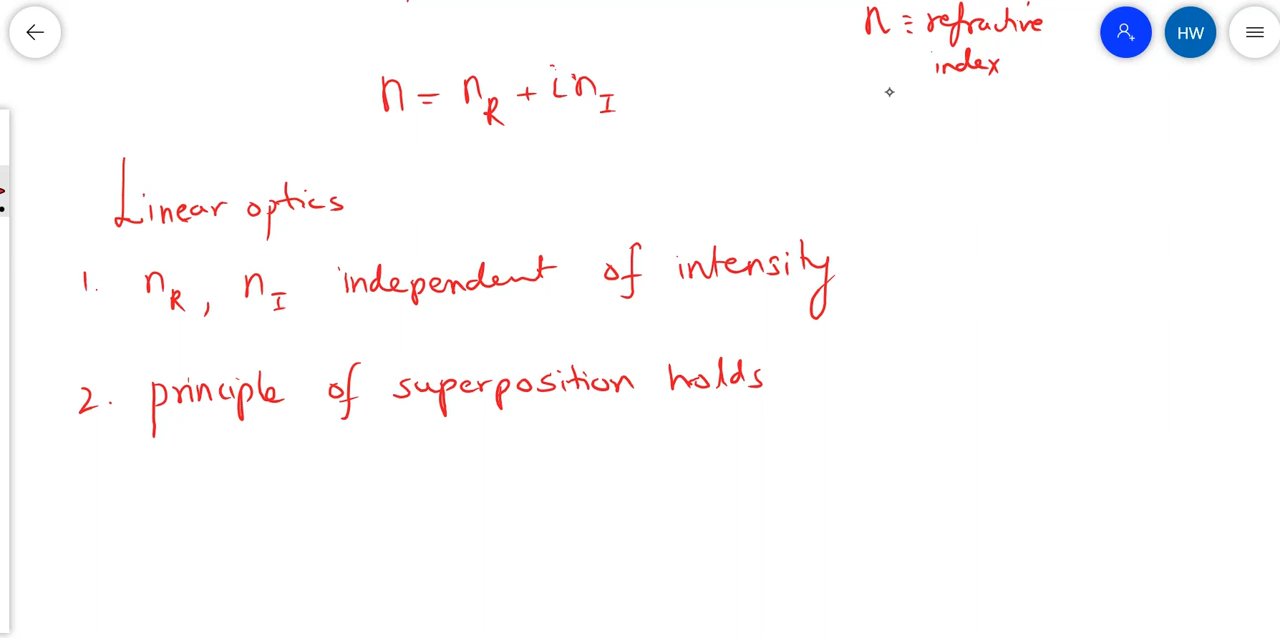 n ≡ refractive
index
HW
n = n_R + i n_I
Linear optics
1. n_R, n_I independent of intensity
2. principle of superposition holds